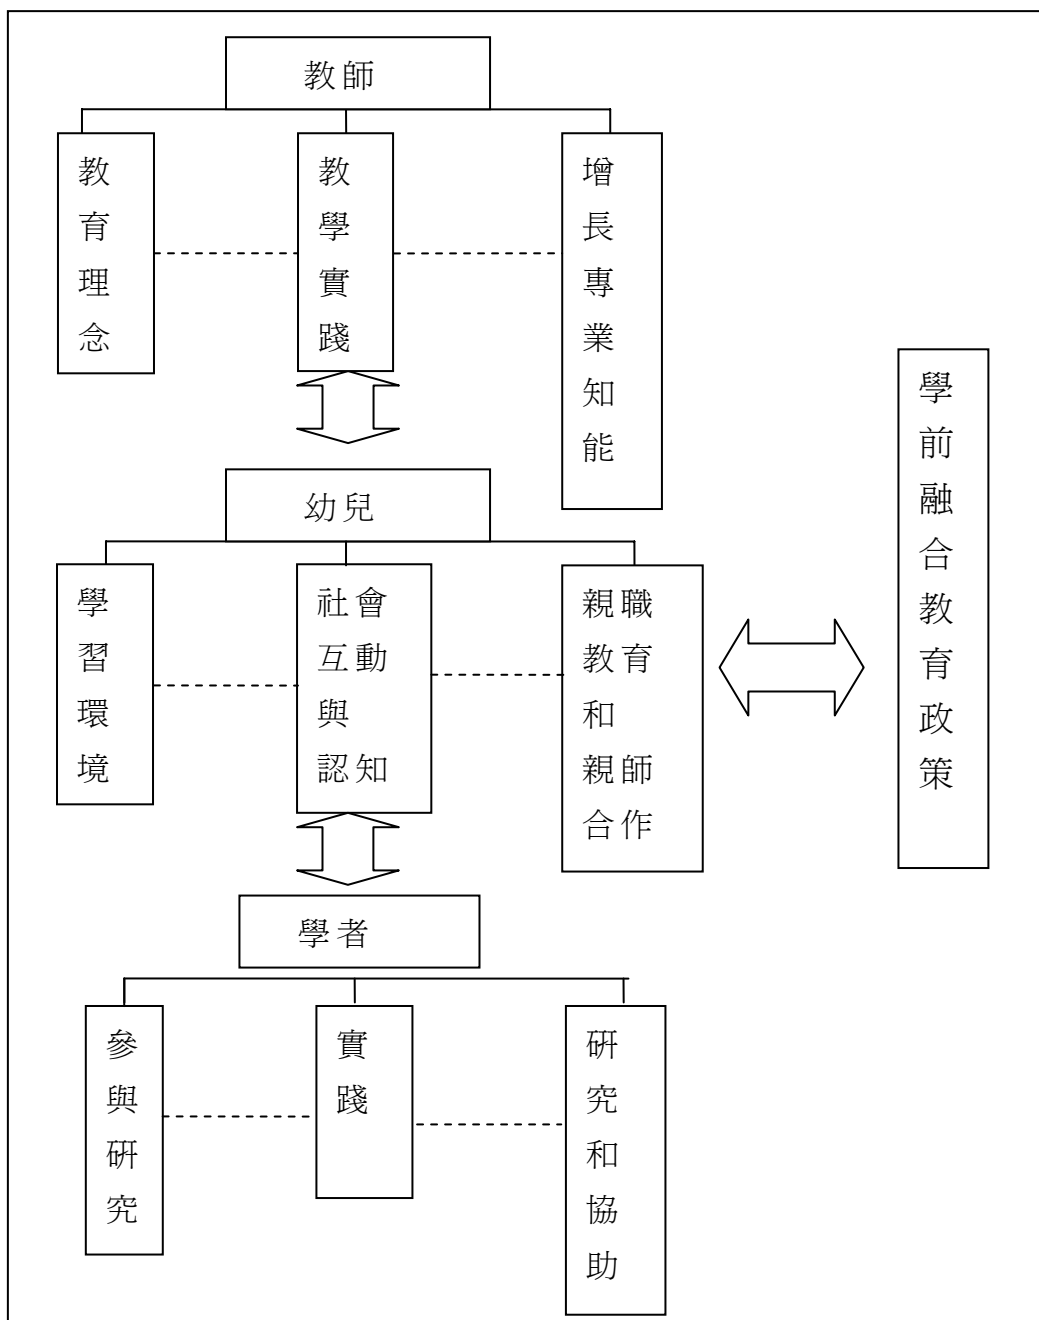 教師
教育理念
教學實踐
增長專業知能
幼兒
學習環境
社會
互動
與
認知
親職
教育
和
親師
合作
學前融合教育政策
學者
參與研究
實踐
研究和協助